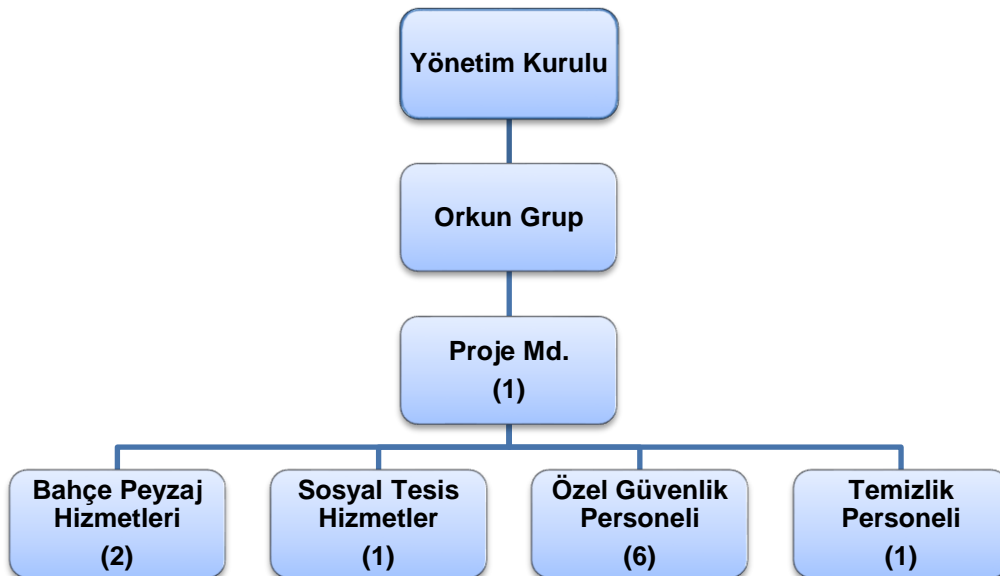 Yönetim Kurulu
Orkun Grup
Proje Md.
(1)
Bahçe Peyzaj
Hizmetleri
(2)
Sosyal Tesis
Hizmetler
(1)
Özel Güvenlik
Personeli
(6)
Temizlik
Personeli
(1)